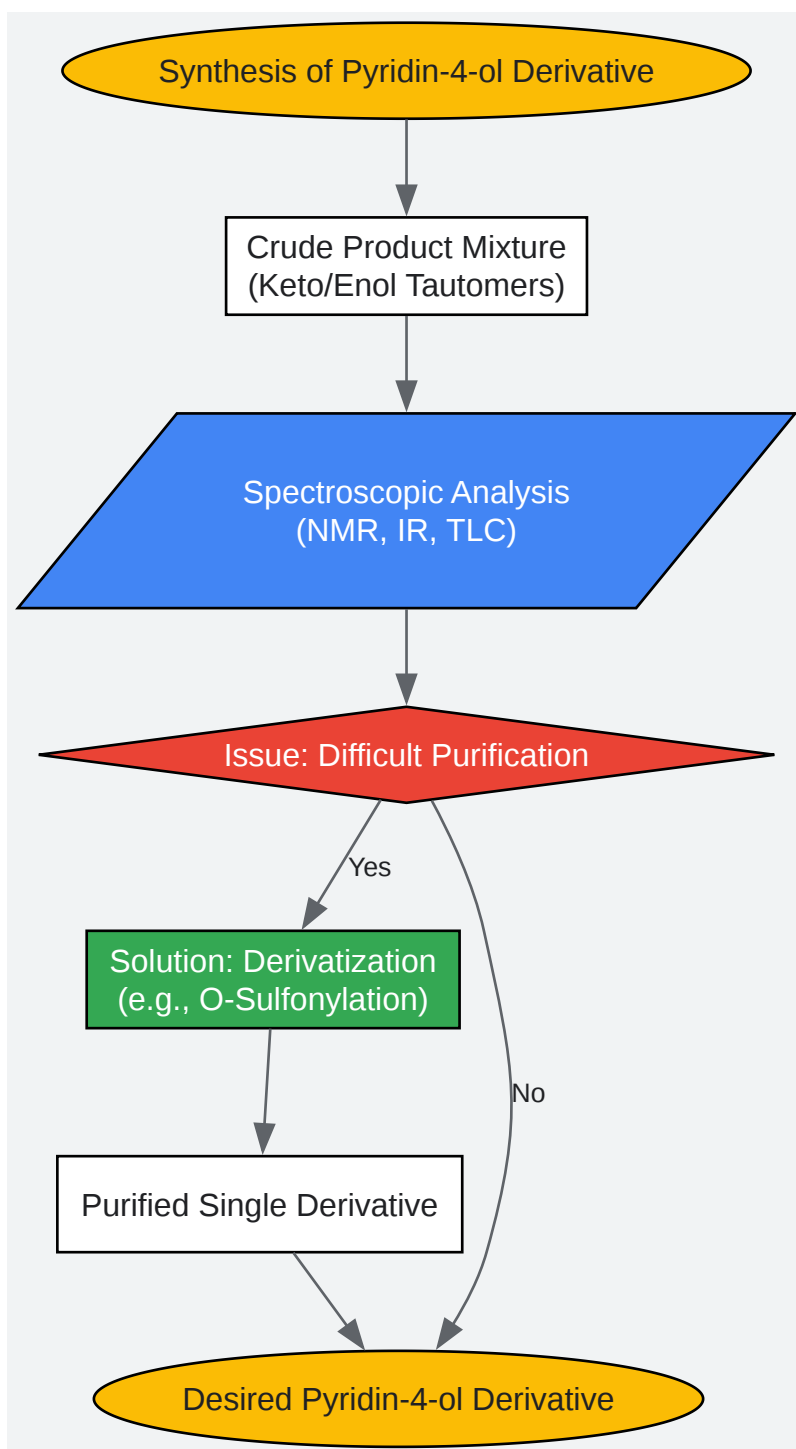 Synthesis of Pyridin-4-ol Derivative
Crude Product Mixture
(Keto/Enol Tautomers)
Spectroscopic Analysis
(NMR, IR, TLC)
Issue: Difficult Purification
Yes
Solution: Derivatization
(e.g., O-Sulfonylation)
No
Purified Single Derivative
Desired Pyridin-4-ol Derivative